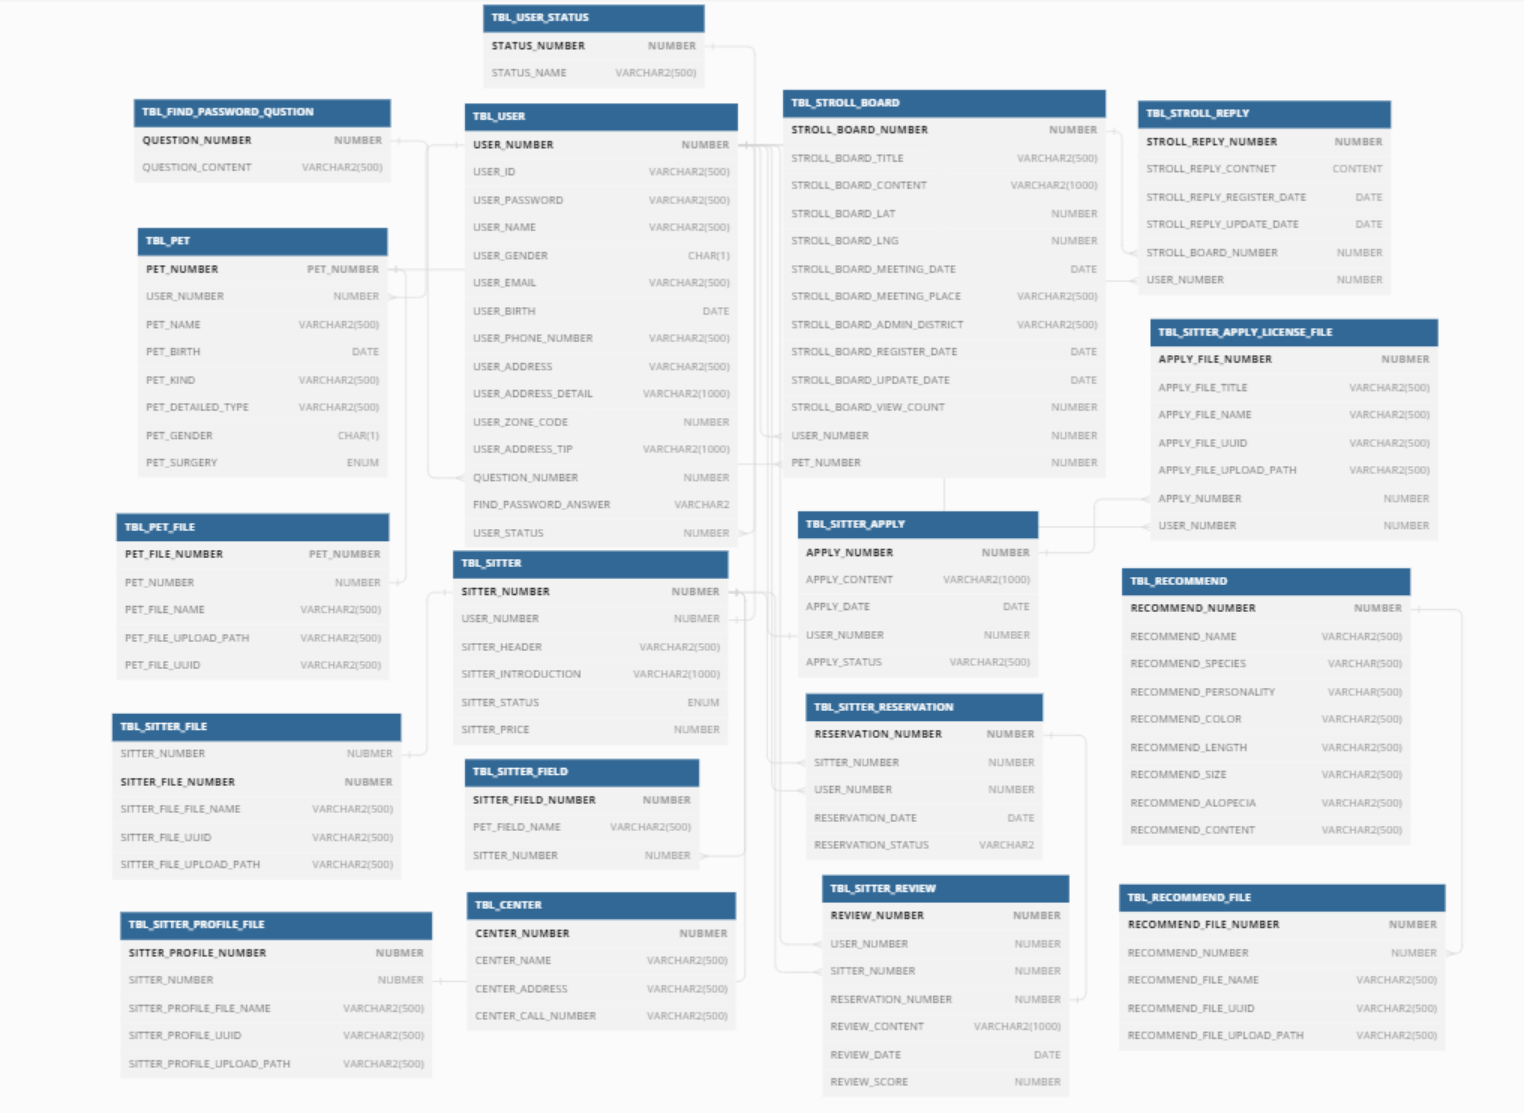 TBL_USER_STATUS
STATUS_NUMBER NUMBER
STATUS_NAME VARCHAR2(500)
TBL_FIND_PASSWORD_QUSTION
QUESTION_NUMBER NUMBER
QUESTION_CONTENT VARCHAR2(500)
TBL_PET
PET_NUMBER PET_NUMBER
USER_NUMBER NUMBER
PET_NAME VARCHAR2(500)
PET_BIRTH DATE
PET_KIND VARCHAR2(500)
PET_DETAILED_TYPE VARCHAR2(500)
PET_GENDER CHAR(1)
PET_SURGERY ENUM
TBL_PET_FILE
PET_FILE_NUMBER PET_NUMBER
PET_NUMBER NUMBER
PET_FILE_NAME VARCHAR2(500)
PET_FILE_UPLOAD_PATH VARCHAR2(500)
PET_FILE_UUID VARCHAR2(500)
TBL_SITTER_FILE
SITTER_NUMBER NUBMER
SITTER_FILE_NUMBER NUBMER
SITTER_FILE_FILE_NAME VARCHAR2(500)
SITTER_FILE_UUID VARCHAR2(500)
SITTER_FILE_UPLOAD_PATH VARCHAR2(500)
TBL_SITTER_PROFILE_FILE
SITTER_PROFILE_NUMBER NUBMER
SITTER_NUMBER NUBMER
SITTER_PROFILE_FILE_NAME VARCHAR2(500)
SITTER_PROFILE_UUID VARCHAR2(500)
SITTER_PROFILE_UPLOAD_PATH VARCHAR2(500)
TBL_USER
USER_NUMBER NUMBER
USER_ID VARCHAR2(500)
USER_PASSWORD VARCHAR2(500)
USER_NAME VARCHAR2(500)
USER_GENDER CHAR(1)
USER_EMAIL VARCHAR2(500)
USER_BIRTH DATE
USER_PHONE_NUMBER VARCHAR2(500)
USER_ADDRESS VARCHAR2(500)
USER_ADDRESS_DETAIL VARCHAR2(1000)
USER_ZONE_CODE NUMBER
USER_ADDRESS_TIP VARCHAR2(1000)
QUESTION_NUMBER NUMBER
FIND_PASSWORD_ANSWER VARCHAR2
USER_STATUS NUMBER
TBL_SITTER
SITTER_NUMBER NUBMER
USER_NUMBER NUBMER
SITTER_HEADER VARCHAR2(500)
SITTER_INTRODUCTION VARCHAR2(1000)
SITTER_STATUS ENUM
SITTER_PRICE NUMBER
TBL_SITTER_FIELD
SITTER_FIELD_NUMBER NUMBER
PET_FIELD_NAME VARCHAR2(500)
SITTER_NUMBER NUMBER
TBL_CENTER
CENTER_NUMBER NUBMER
CENTER_NAME VARCHAR2(500)
CENTER_ADDRESS VARCHAR2(500)
CENTER_CALL_NUMBER VARCHAR2(500)
TBL_STROLL_BOARD
STROLL_BOARD_NUMBER NUMBER
STROLL_BOARD_TITLE VARCHAR2(500)
STROLL_BOARD_CONTENT VARCHAR2(1000)
STROLL_BOARD_LAT NUMBER
STROLL_BOARD_LNG NUMBER
STROLL_BOARD_MEETING_DATE DATE
STROLL_BOARD_MEETING_PLACE VARCHAR2(500)
STROLL_BOARD_ADMIN_DISTRICT VARCHAR2(500)
STROLL_BOARD_REGISTER_DATE DATE
STROLL_BOARD_UPDATE_DATE DATE
STROLL_BOARD_VIEW_COUNT NUMBER
USER_NUMBER NUMBER
PET_NUMBER NUMBER
TBL_SITTER_APPLY
APPLY_NUMBER NUMBER
APPLY_CONTENT VARCHAR2(1000)
APPLY_DATE DATE
USER_NUMBER NUMBER
APPLY_STATUS VARCHAR2(500)
TBL_SITTER_RESERVATION
RESERVATION_NUMBER NUMBER
SITTER_NUMBER NUMBER
USER_NUMBER NUMBER
RESERVATION_DATE DATE
RESERVATION_STATUS VARCHAR2
TBL_SITTER_REVIEW
REVIEW_NUMBER NUMBER
USER_NUMBER NUMBER
SITTER_NUMBER NUMBER
RESERVATION_NUMBER NUMBER
REVIEW_CONTENT VARCHAR2(1000)
REVIEW_DATE DATE
REVIEW_SCORE NUMBER
TBL_STROLL_REPLY
STROLL_REPLY_NUMBER NUMBER
STROLL_REPLY_CONTNET CONTENT
STROLL_REPLY_REGISTER_DATE DATE
STROLL_REPLY_UPDATE_DATE DATE
STROLL_BOARD_NUMBER NUMBER
USER_NUMBER NUMBER
TBL_SITTER_APPLY_LICENSE_FILE
APPLY_FILE_NUMBER NUBMER
APPLY_FILE_TITLE VARCHAR2(500)
APPLY_FILE_NAME VARCHAR2(500)
APPLY_FILE_UUID VARCHAR2(500)
APPLY_FILE_UPLOAD_PATH VARCHAR2(500)
APPLY_NUMBER NUMBER
USER_NUMBER NUMBER
TBL_RECOMMEND
RECOMMEND_NUMBER NUMBER
RECOMMEND_NAME VARCHAR2(500)
RECOMMEND_SPECIES VARCHAR(500)
RECOMMEND_PERSONALITY VARCHAR(500)
RECOMMEND_COLOR VARCHAR2(500)
RECOMMEND_LENGTH VARCHAR2(500)
RECOMMEND_SIZE VARCHAR2(500)
RECOMMEND_ALOPECIA VARCHAR2(500)
RECOMMEND_CONTENT VARCHAR2(500)
TBL_RECOMMEND_FILE
RECOMMEND_FILE_NUMBER NUMBER
RECOMMEND_NUMBER NUMBER
RECOMMEND_FILE_NAME VARCHAR2(500)
RECOMMEND_FILE_UUID VARCHAR2(500)
RECOMMEND_FILE_UPLOAD_PATH VARCHAR2(500)